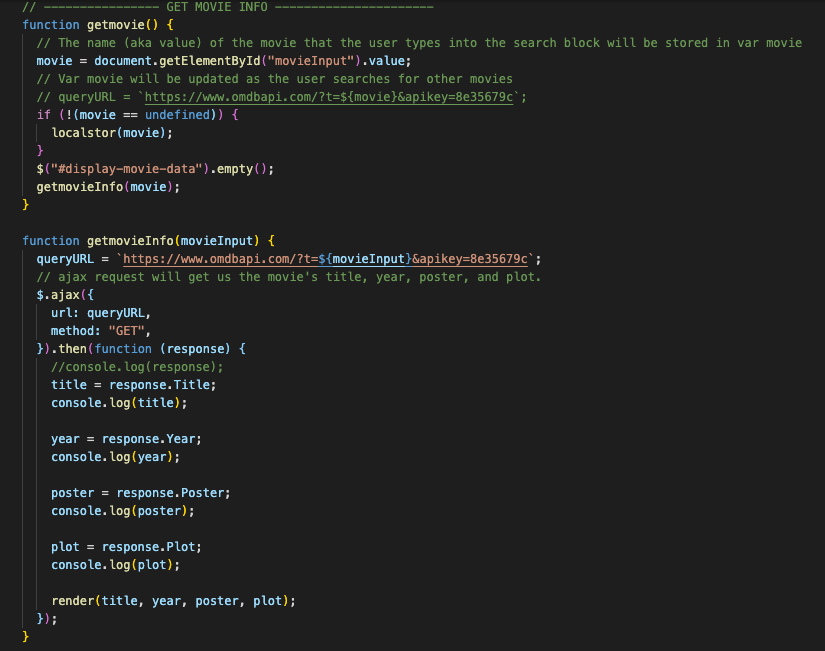 // ---------------- GET MOVIE INFO ----------------------
function getmovie() {
  // The name (aka value) of the movie that the user types into the search block will be stored in var movie
  movie = document.getElementById("movieInput").value;
  // Var movie will be updated as the user searches for other movies
  // queryURL = `https://www.omdbapi.com/?t=${movie}&apikey=8e35679c`;
  if (!(movie == undefined)) {
    localstor(movie);
  }
  $("#display-movie-data").empty();
  getmovieInfo(movie);
}

function getmovieInfo(movieInput) {
  queryURL = `https://www.omdbapi.com/?t=${movieInput}&apikey=8e35679c`;
  // ajax request will get us the movie's title, year, poster, and plot.
  $.ajax({
    url: queryURL,
    method: "GET",
  }).then(function (response) {
    //console.log(response);
    title = response.Title;
    console.log(title);

    year = response.Year;
    console.log(year);

    poster = response.Poster;
    console.log(poster);

    plot = response.Plot;
    console.log(plot);

    render(title, year, poster, plot);
  });
}